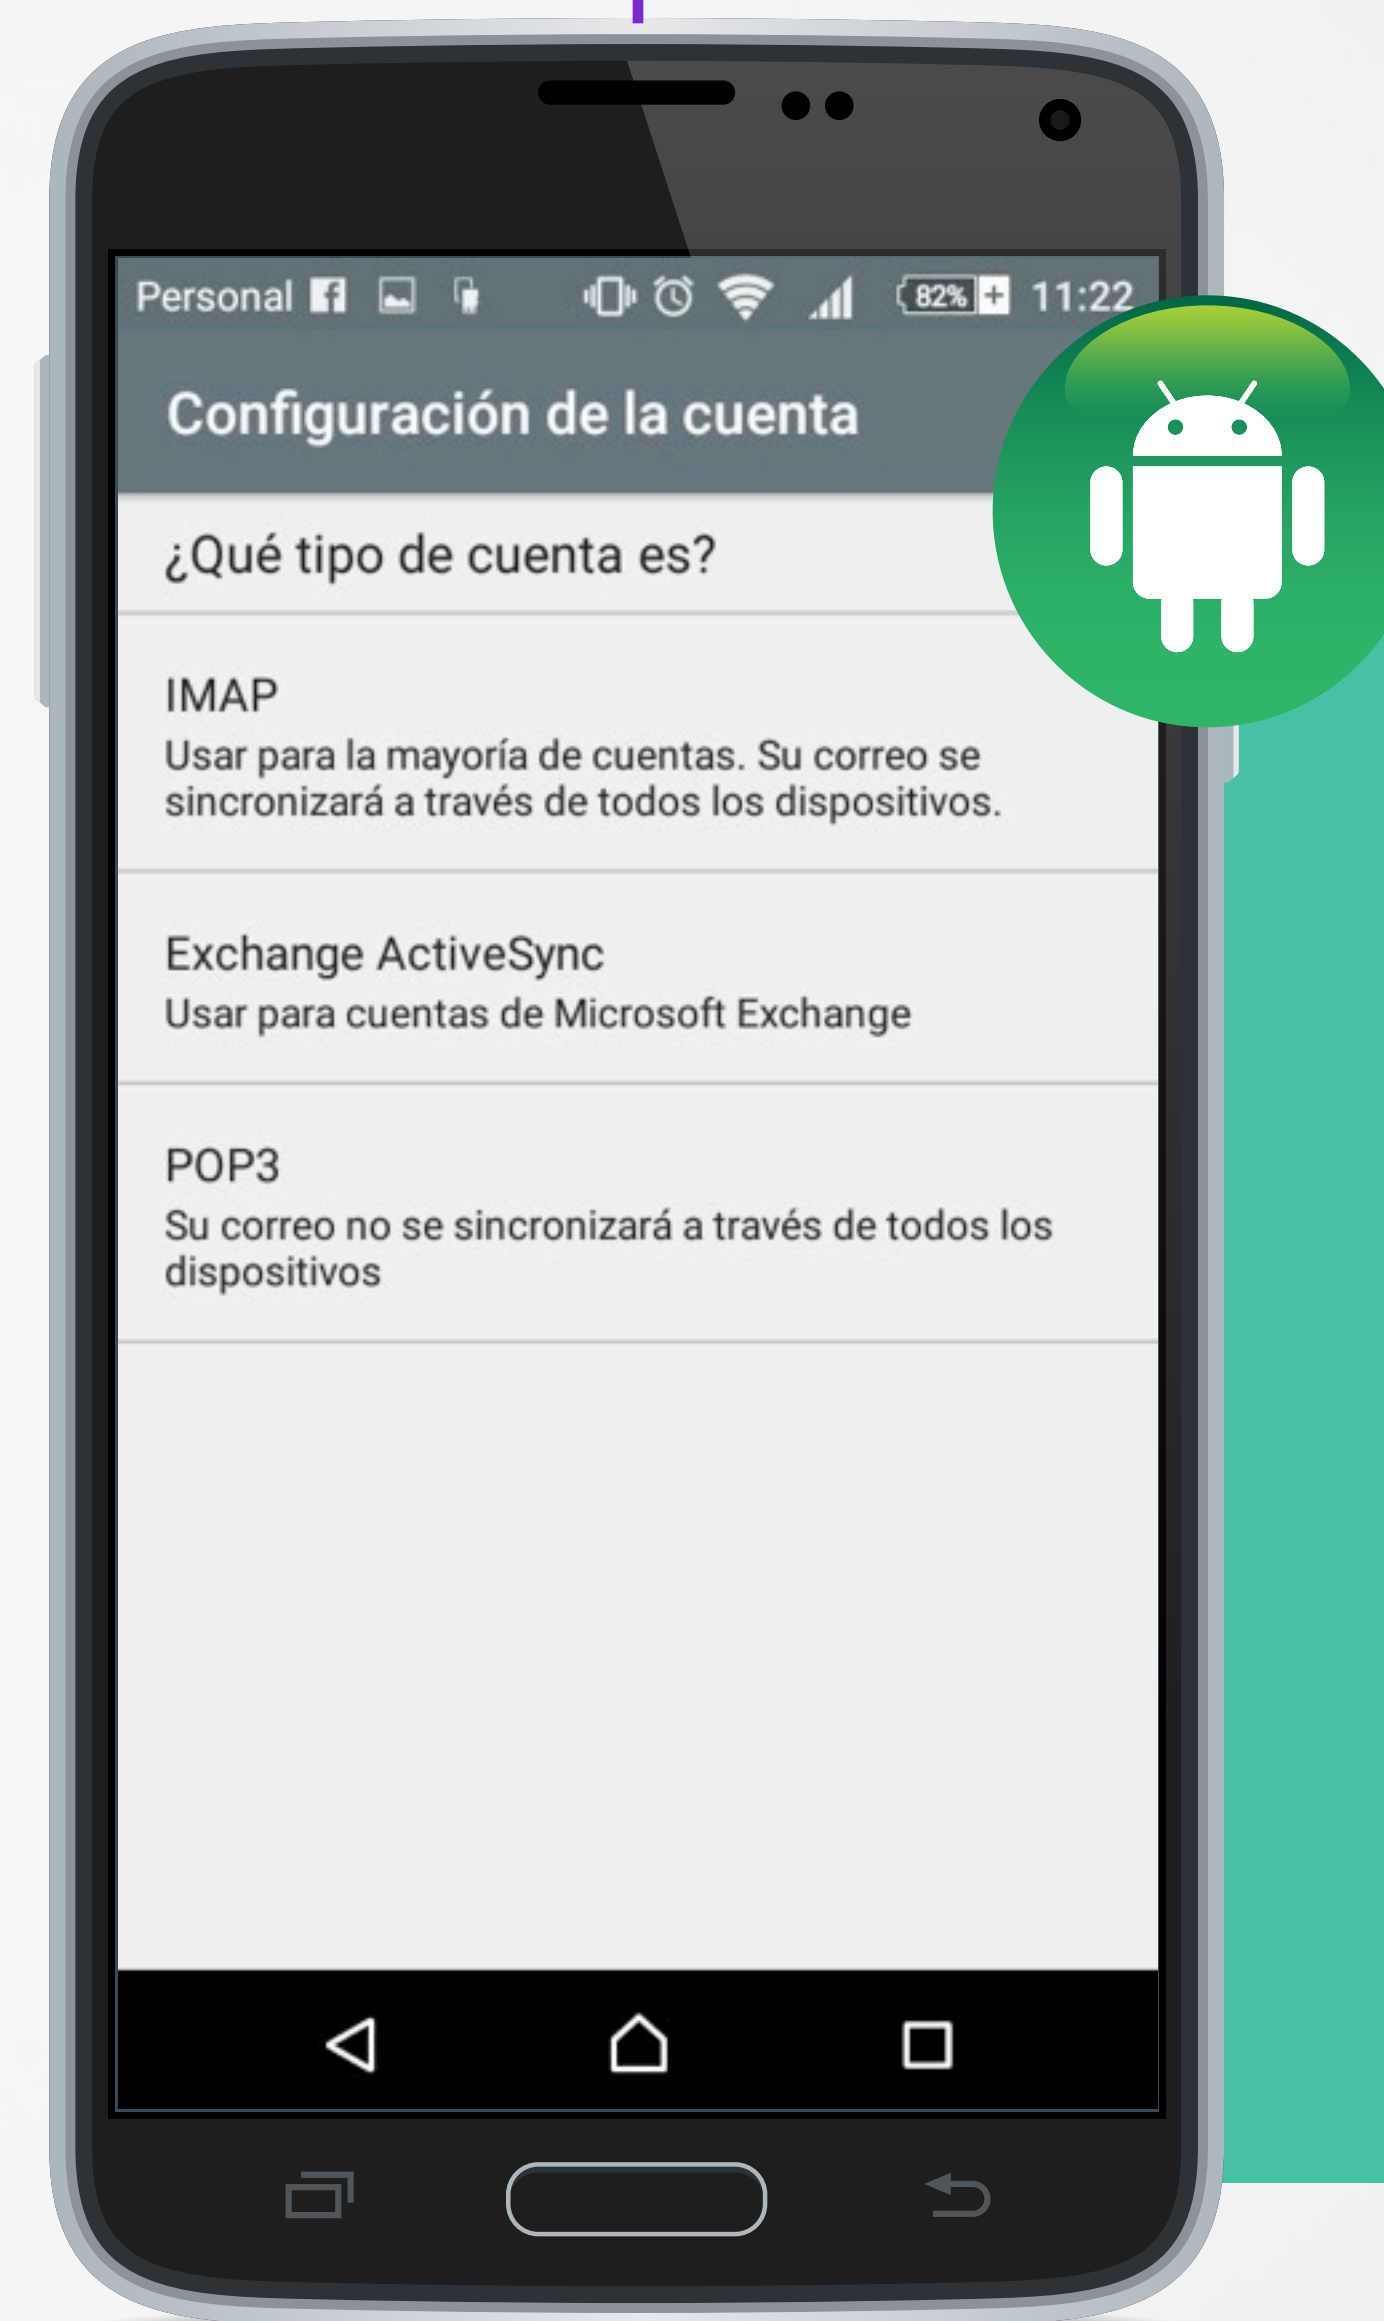 Personal 82% 11:22
Configuración de la cuenta
¿Qué tipo de cuenta es?
IMAP
Usar para la mayoría de cuentas. Su correo se
sincronizará a través de todos los dispositivos.
Exchange ActiveSync
Usar para cuentas de Microsoft Exchange
POP3
Su correo no se sincronizará a través de todos los
dispositivos